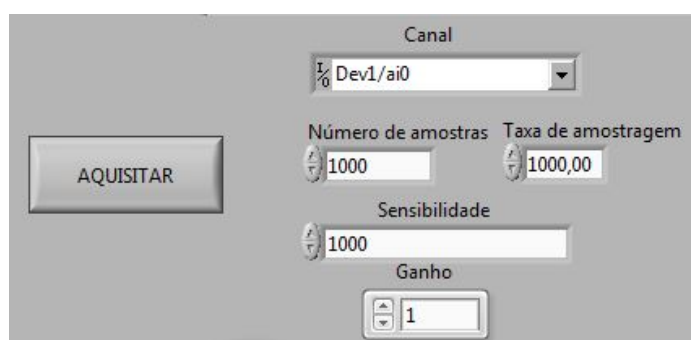 Canal
I/O Dev1/ai0
Número de amostras Taxa de amostragem
1000 1000,00
AQUISITAR
Sensibilidade
1000
Ganho
1